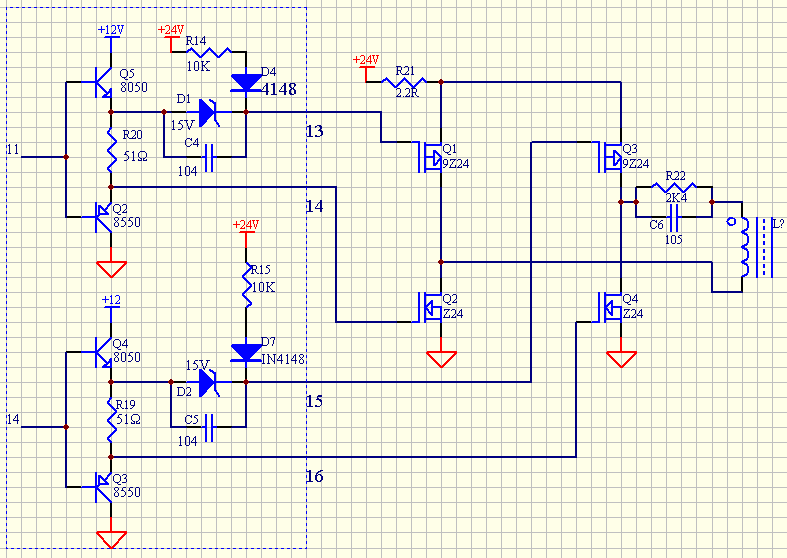 +12V
+24V
R14
10K
Q5
8050
D4
4148
D1
15V
C4
104
R20
51Ω
11
13
14
Q2
8550
+24V
R21
2.2R
Q1
9Z24
Q3
9Z24
R22
2K4
C6
105
L?
+24V
R15
10K
Q2
Z24
Q4
Z24
+12
Q4
8050
D7
IN4148
15V
D2
C5
104
R19
51Ω
14
15
16
Q3
8550